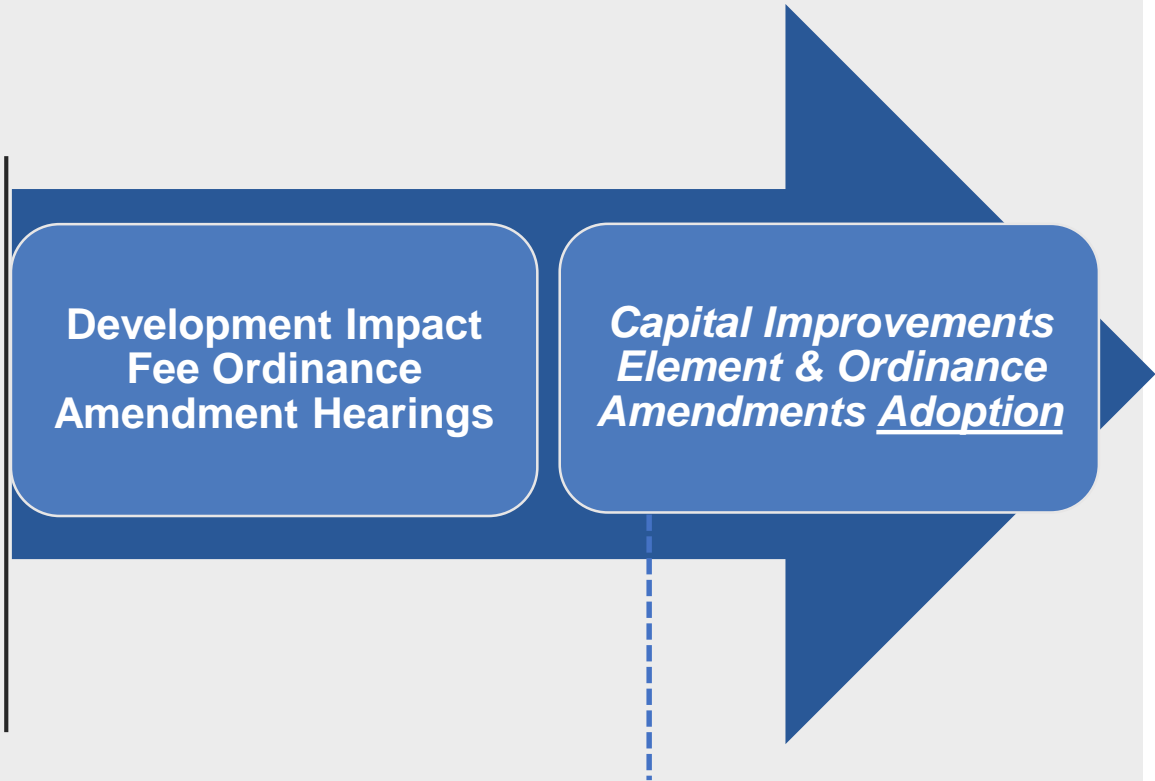 Development Impact
Fee Ordinance
Amendment Hearings
Capital Improvements
Element & Ordinance
Amendments Adoption